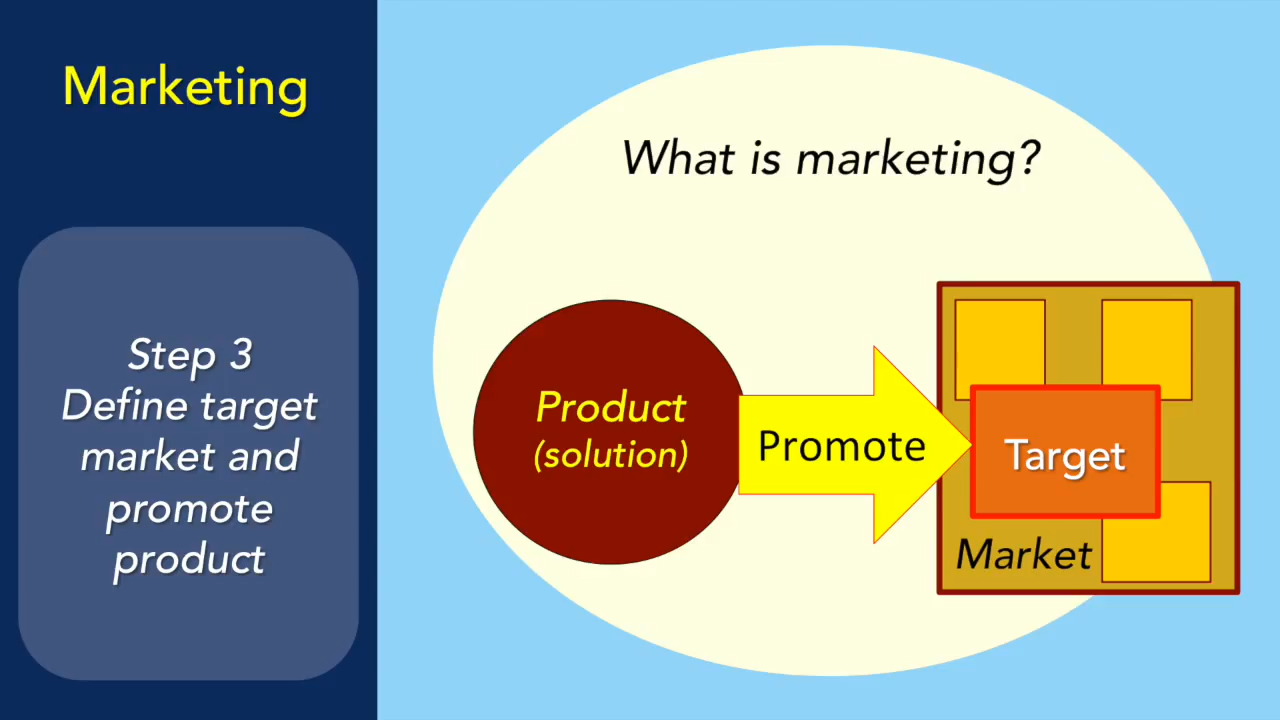 Marketing
Step 3
Define target
market and
promote
product
What is marketing?
Product
(solution)
Promote
Target
Market